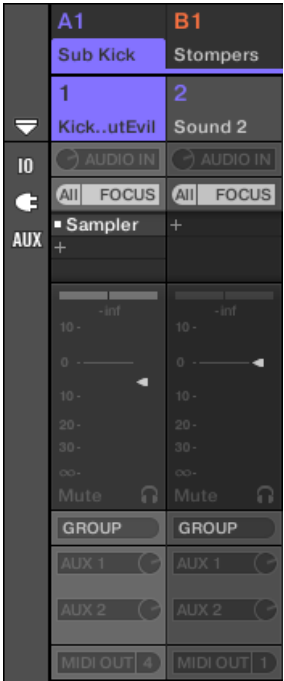 A1 B1
Sub Kick Stompers
1 2
Kick..utEvil Sound 2
IO AUDIO IN AUDIO IN
All FOCUS All FOCUS
Sampler +
AUX +
-inf -inf
10 - 10 -
0 - 0 -
10 - 10 -
20 - 20 -
30 - 30 -
∞- ∞-
Mute Mute
GROUP GROUP
AUX 1 AUX 1
AUX 2 AUX 2
MIDI OUT 4 MIDI OUT 1